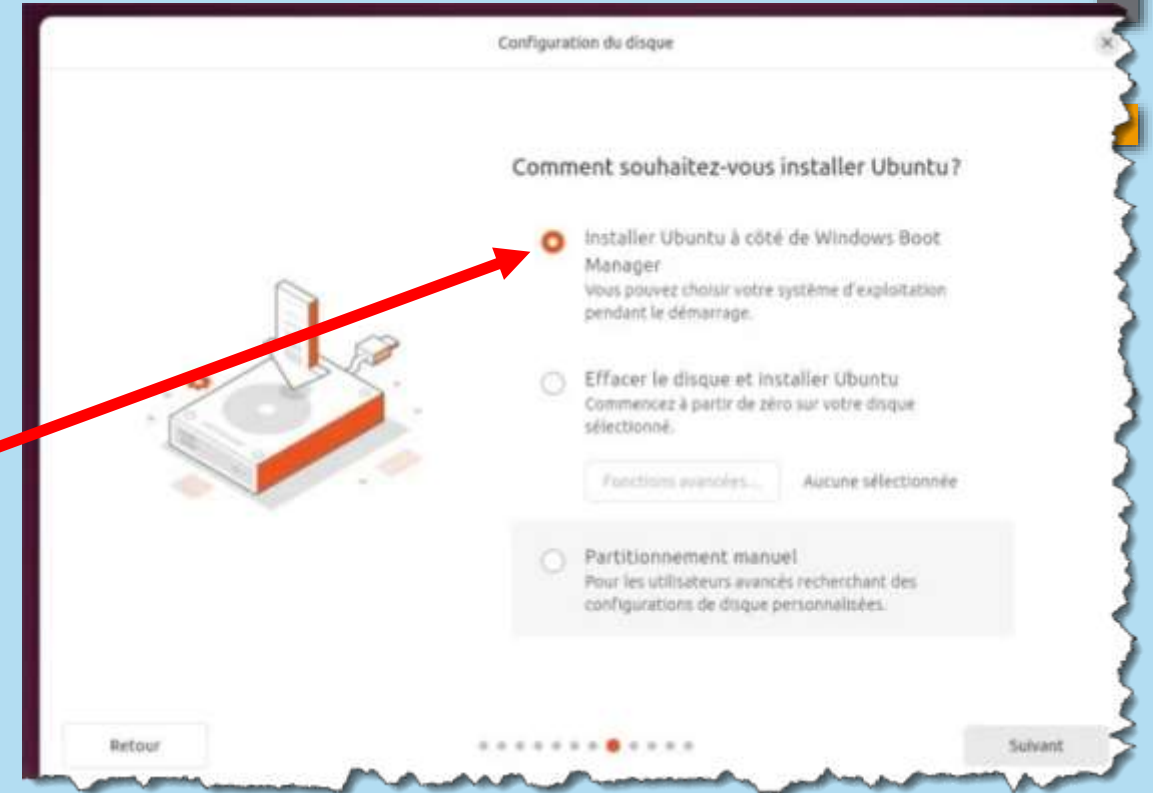 Configuration du disque
Comment souhaitez-vous installer Ubuntu ?
Installer Ubuntu à côté de Windows Boot
Manager
Vous pouvez choisir votre système d'exploitation
pendant le démarrage.
Effacer le disque et installer Ubuntu
Commencez à partir de zéro sur votre disque
sélectionné.
Fonctions avancées... Aucune sélectionnée
Partitionnement manuel
Pour les utilisateurs avancés recherchant des
configurations de disque personnalisées.
Retour
Suivant